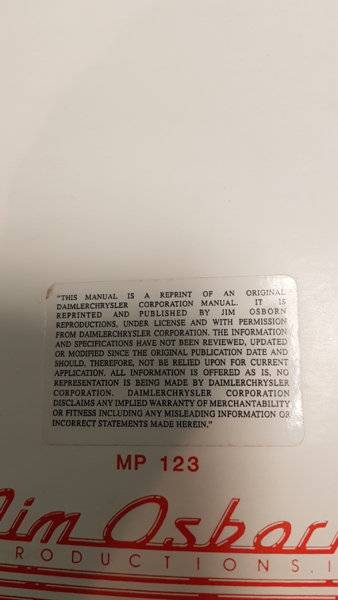 "THIS MANUAL IS A REPRINT OF AN ORIGINAL
DAIMLERCHRYSLER CORPORATION MANUAL. IT IS
REPRINTED AND PUBLISHED BY JIM OSBORN
REPRODUCTIONS, UNDER LICENSE AND WITH PERMISSION
FROM DAIMLERCHRYSLER CORPORATION. THE INFORMATION
AND SPECIFICATIONS HAVE NOT BEEN REVIEWED, UPDATED
OR MODIFIED SINCE THE ORIGINAL PUBLICATION DATE AND
SHOULD, THEREFORE, NOT BE RELIED UPON FOR CURRENT
APPLICATION. ALL INFORMATION IS OFFERED AS IS, NO
REPRESENTATION IS BEING MADE BY DAIMLERCHRYSLER
CORPORATION. DAIMLERCHRYSLER CORPORATION
DISCLAIMS ANY IMPLIED WARRANTY OF MERCHANTABILITY
OR FITNESS INCLUDING ANY MISLEADING INFORMATION OR
INCORRECT STATEMENTS MADE HEREIN."
MP 123
Jim Osborn
RODUCTIONS, I